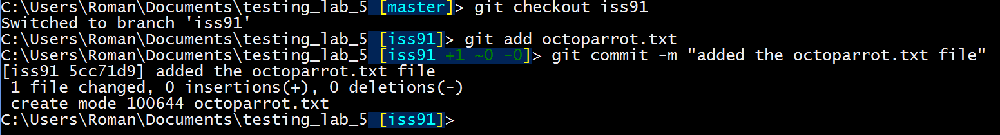 C:\Users\Roman\Documents\testing_lab_5 [master]> git checkout iss91
Switched to branch 'iss91'
C:\Users\Roman\Documents\testing_lab_5 [iss91]> git add octoparrot.txt
C:\Users\Roman\Documents\testing_lab_5 [iss91 +1 ~0 -0]> git commit -m "added the octoparrot.txt file"
[iss91 5cc71d9] added the octoparrot.txt file
 1 file changed, 0 insertions(+), 0 deletions(-)
 create mode 100644 octoparrot.txt
C:\Users\Roman\Documents\testing_lab_5 [iss91]>